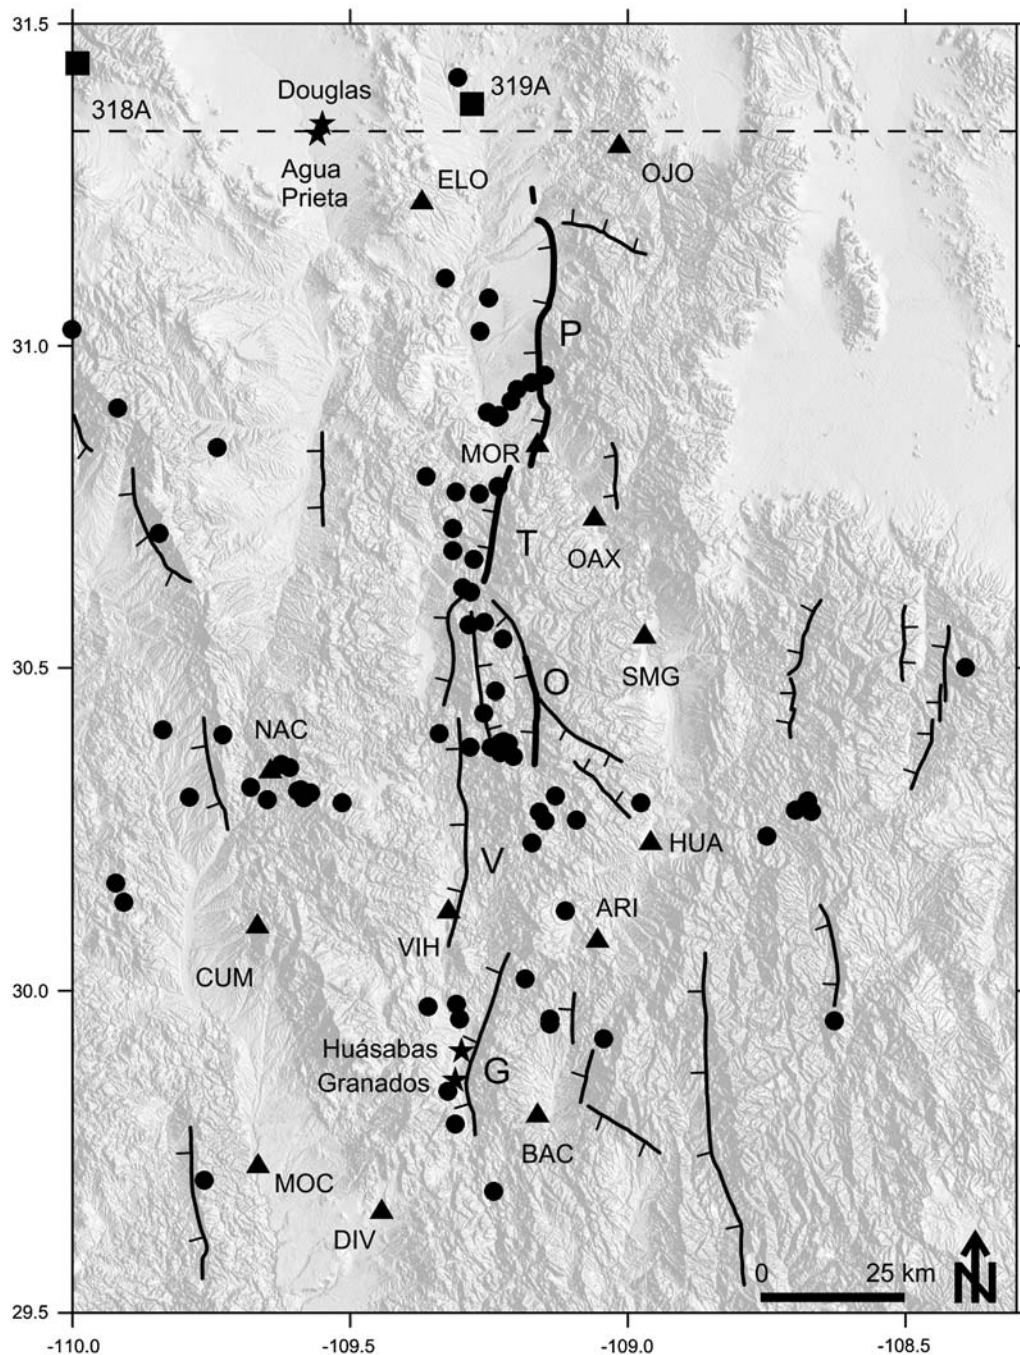 31.5
318A
Douglas
319A
Agua
Prieta
ELO
OJO
P
31.0
MOR
T
OAX
O
SMG
30.5
NAC
V
HUA
ARI
VIH
CUM
30.0
Huásabas
Granados
G
BAC
MOC
DIV
0 25 km
N
29.5
-110.0 -109.5 -109.0 -108.5